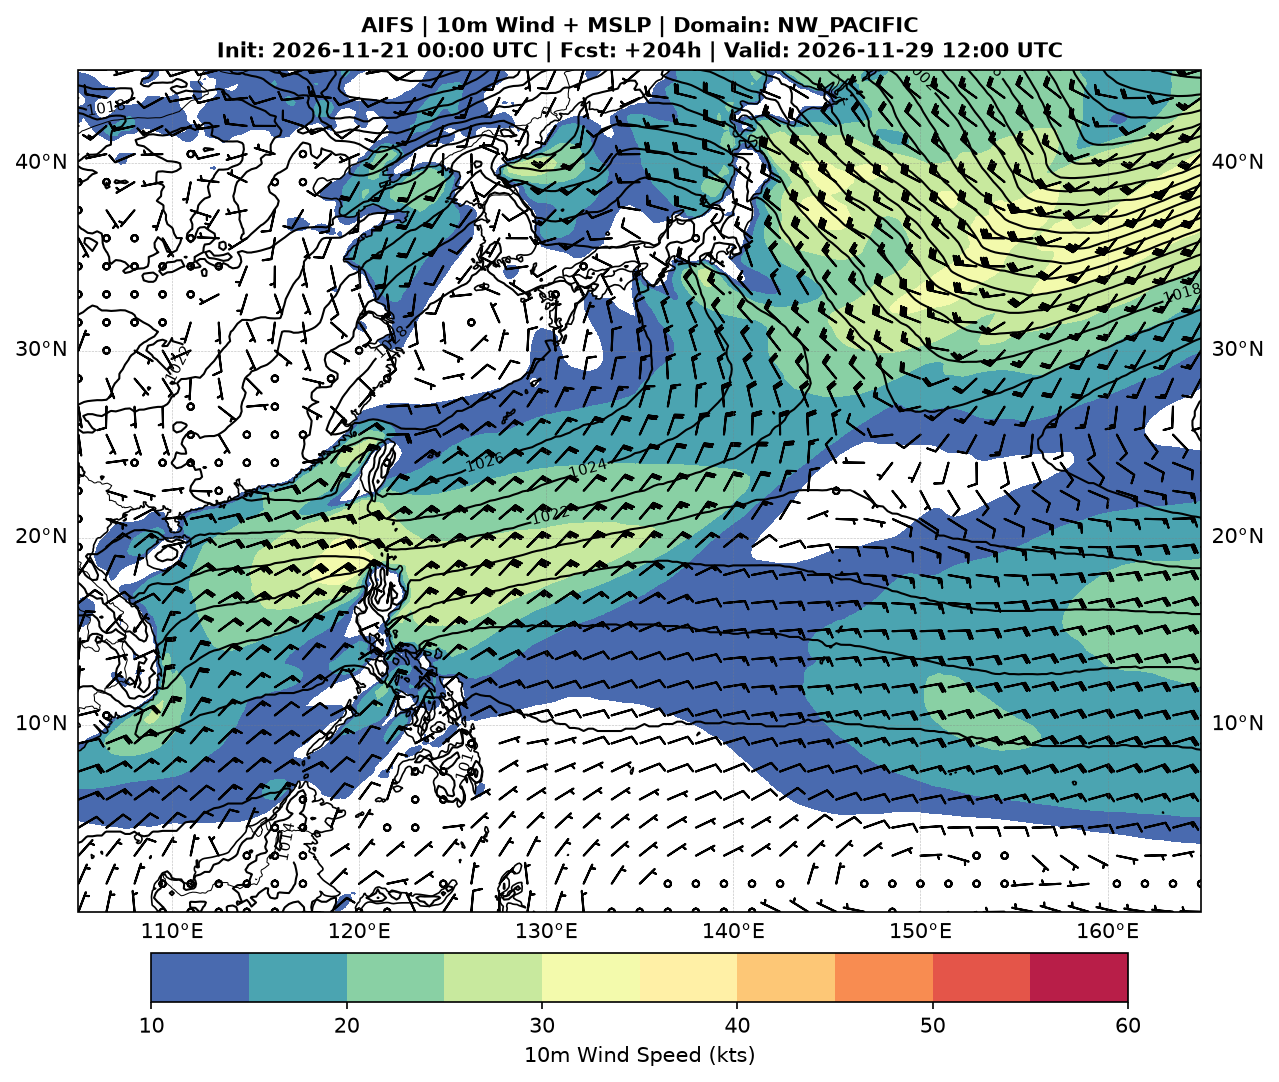 AIFS | 10m Wind + MSLP | Domain: NW_PACIFIC
Init: 2026-11-21 00:00 UTC | Fcst: +204h | Valid: 2026-11-29 12:00 UTC
1018
40°N 40°N
1018
30°N 30°N
1026
1024
1022
20°N 20°N
10°N 10°N
1014
1014
110°E 120°E 130°E 140°E 150°E 160°E
10 20 30 40 50 60
10m Wind Speed (kts)